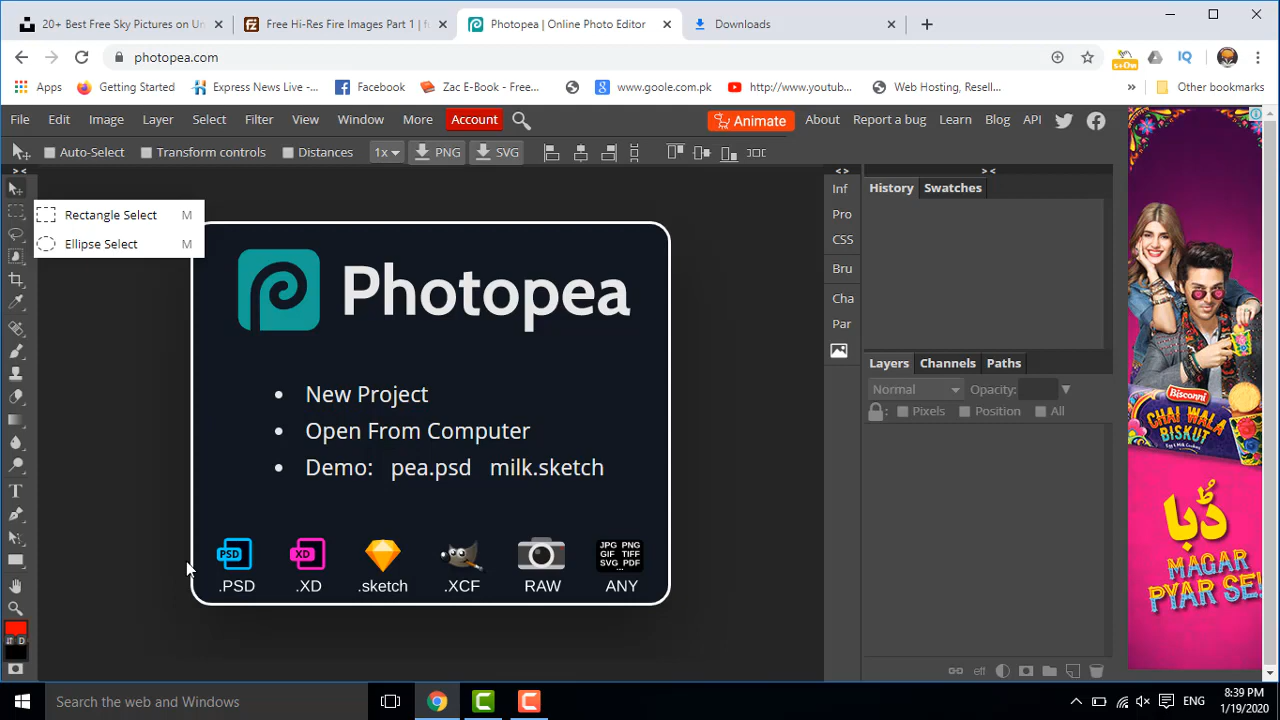 20+ Best Free Sky Pictures on Un
Free Hi-Res Fire Images Part 1 | f
Photopea | Online Photo Editor
Downloads
photopea.com
Apps
Getting Started
Express News Live -...
Facebook
Zac E-Book - Free...
www.goole.com.pk
http://www.youtub...
Web Hosting, Resell...
Other bookmarks
File Edit Image Layer Select Filter View Window More Account
Animate
About Report a bug Learn Blog API
Auto-Select Transform controls Distances 1x PNG SVG
Rectangle Select M
Ellipse Select M
Photopea
New Project
Open From Computer
Demo: pea.psd milk.sketch
PSD XD
JPG PNG
GIF TIFF
SVG PDF
...
.PSD .XD .sketch .XCF RAW ANY
Inf
Pro
CSS
Bru
Cha
Par
History Swatches
Layers Channels Paths
Normal Opacity:
Pixels Position All
eff
Bisconni
CHAI WALA
BISKUT
ڈبا
MAGAR
PYAR SE!
Search the web and Windows
ENG
8:39 PM
1/19/2020